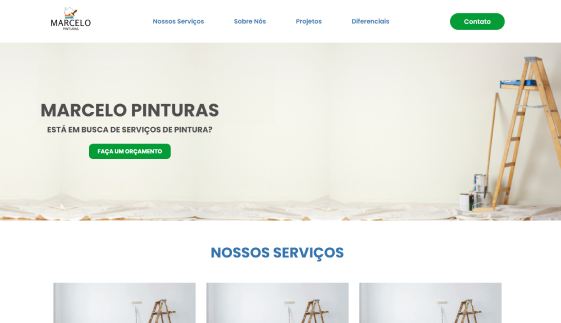 MARCELO
PINTURAS
Nossos Serviços
Sobre Nós
Projetos
Diferenciais
Contato
MARCELO PINTURAS
ESTÁ EM BUSCA DE SERVIÇOS DE PINTURA?
FAÇA UM ORÇAMENTO
NOSSOS SERVIÇOS